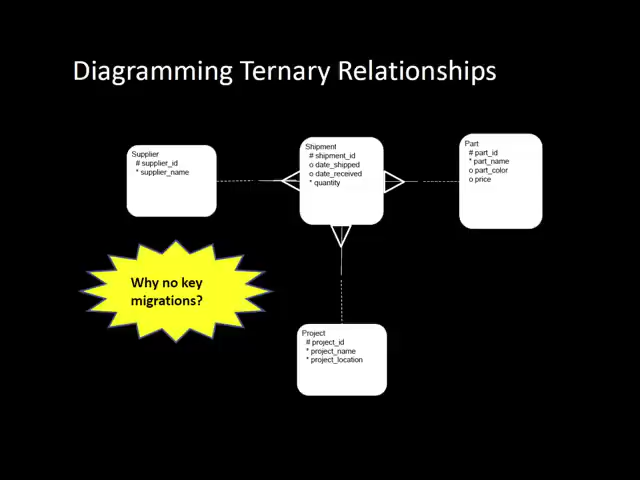 Diagramming Ternary Relationships
Supplier
# supplier_id
* supplier_name
Shipment
# shipment_id
o date_shipped
o date_received
* quantity
Part
# part_id
* part_name
o part_color
o price
Why no key
migrations?
Project
# project_id
* project_name
* project_location